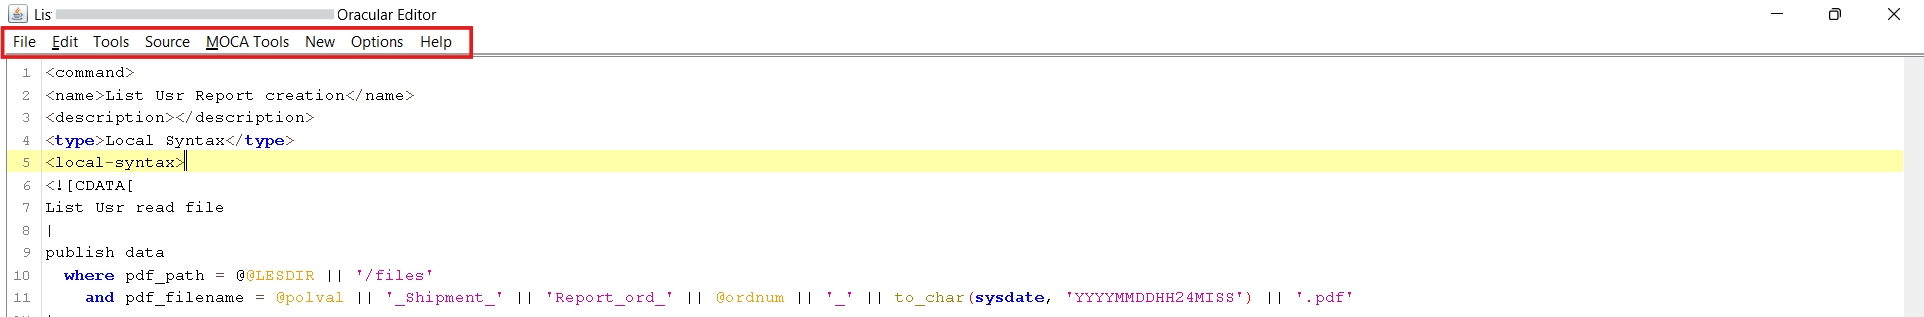 Lis Oracular Editor
File Edit Tools Source MOCA Tools New Options Help
1 <command>
2 <name>List Usr Report creation</name>
3 <description></description>
4 <type>Local Syntax</type>
5 <local-syntax>
6 <![CDATA[
7 List Usr read file
8 |
9 publish data
10 where pdf_path = @@LESDIR || '/files'
11 and pdf_filename = @polval || '_Shipment_' || 'Report_ord_' || @ordnum || '_' || to_char(sysdate, 'YYYYMMDDHH24MISS') || '.pdf'